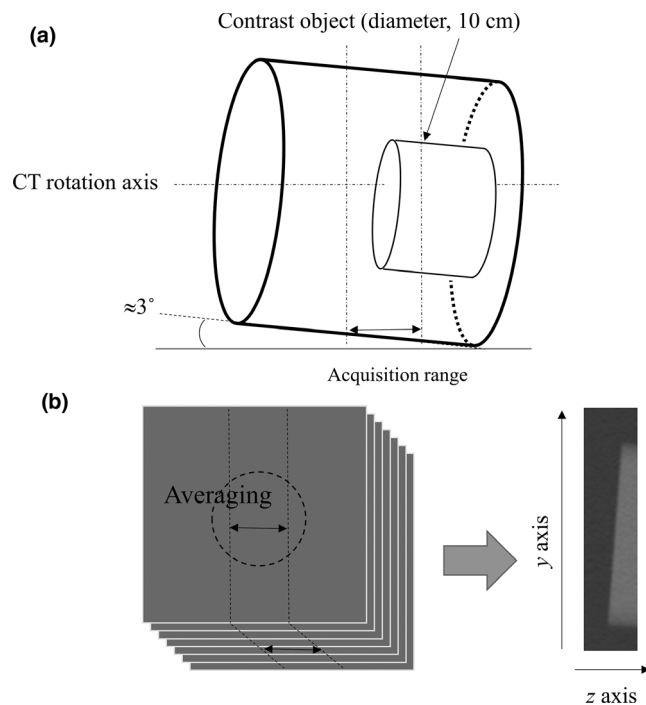 (a)
Contrast object (diameter, 10 cm)
CT rotation axis
≈3°
Acquisition range
(b)
Averaging
y axis
z axis